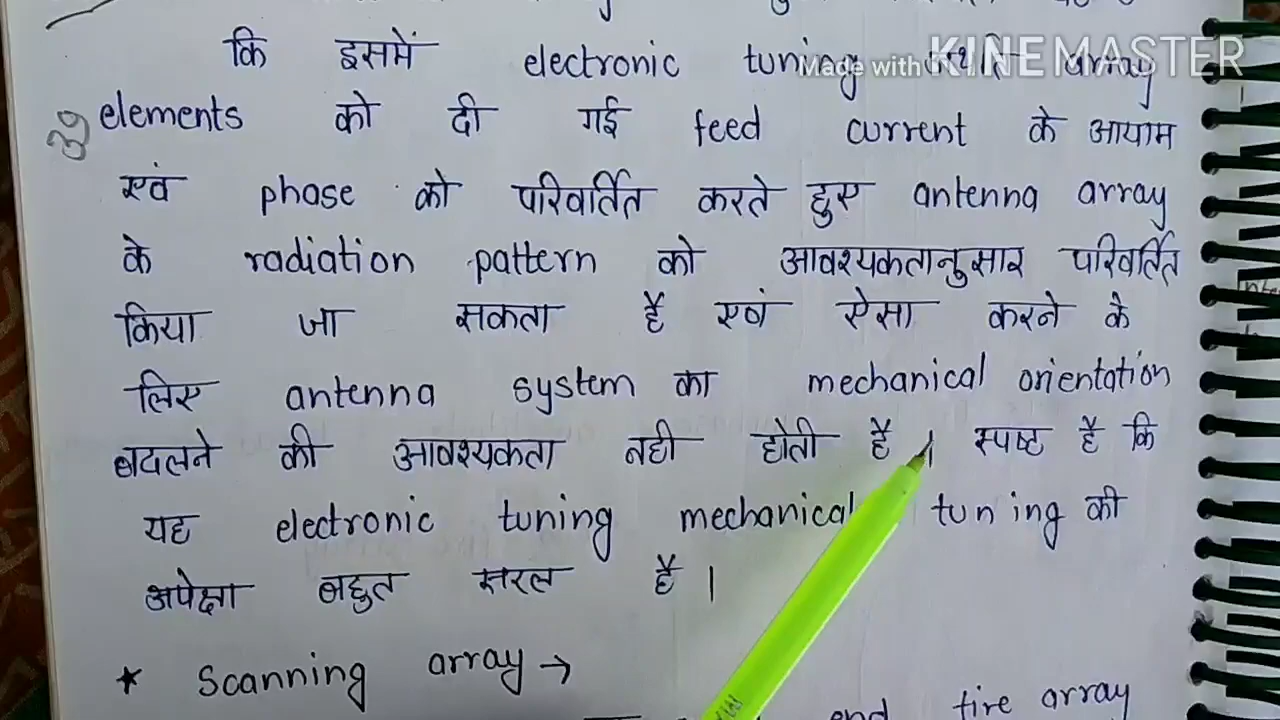 कि इसमें electronic tuning अर्थात array
Made with KINEMASTER
elements को दी गई feed current के आयाम
एवं phase को परिवर्तित करते हुए antenna array
के radiation pattern को आवश्यकतानुसार परिवर्तित
किया जा सकता है एवं ऐसा करने के
लिए antenna system का mechanical orientation
बदलने की आवश्यकता नही होती है । स्पष्ट है कि
यह electronic tuning mechanical tuning की
अपेक्षा बहुत सरल है ।
* Scanning array →
end fire array